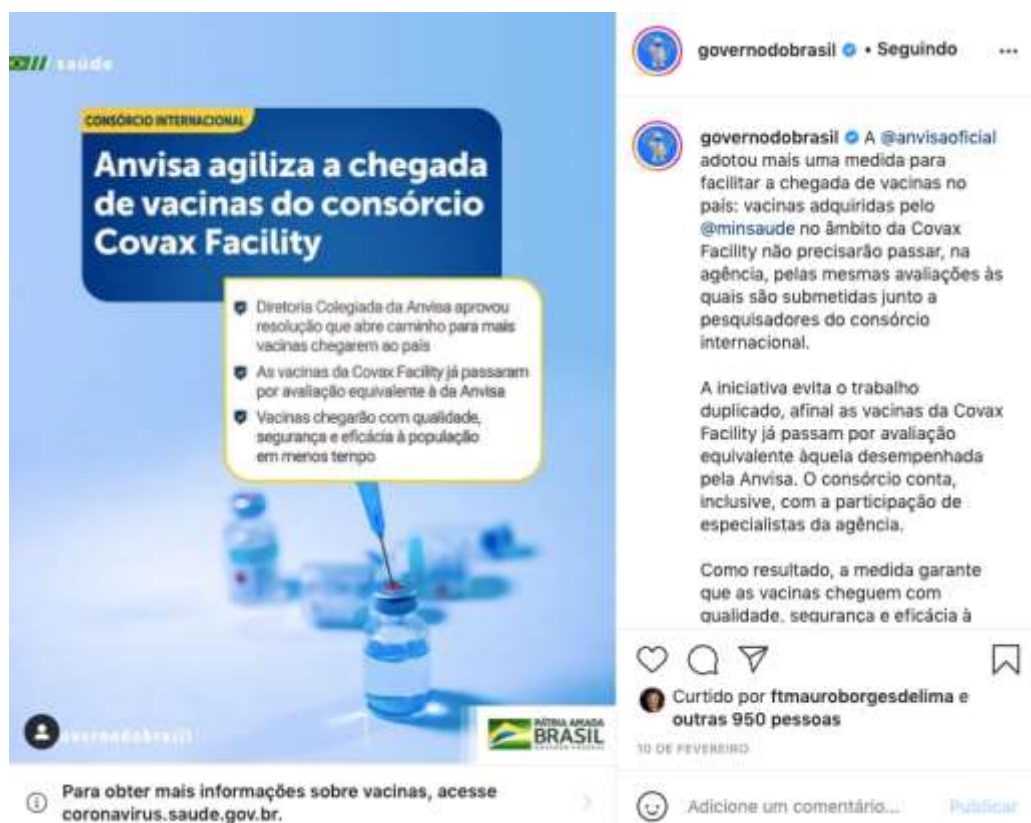 saúde
CONSÓRCIO INTERNACIONAL
Anvisa agiliza a chegada
de vacinas do consórcio
Covax Facility
Diretoria Colegiada da Anvisa aprovou
resolução que abre caminho para mais
vacinas chegarem ao país
As vacinas da Covax Facility já passaram
por avaliação equivalente à da Anvisa
Vacinas chegarão com qualidade,
segurança e eficácia à população
em menos tempo
governodobrasil
PÁTRIA AMADA
BRASIL
GOVERNO FEDERAL
Para obter mais informações sobre vacinas, acesse
coronavirus.saude.gov.br.
governodobrasil • Seguindo
governodobrasil A @anvisaoficial
adotou mais uma medida para
facilitar a chegada de vacinas no
país: vacinas adquiridas pelo
@minsaude no âmbito da Covax
Facility não precisarão passar, na
agência, pelas mesmas avaliações às
quais são submetidas junto a
pesquisadores do consórcio
internacional.
A iniciativa evita o trabalho
duplicado, afinal as vacinas da Covax
Facility já passam por avaliação
equivalente àquela desempenhada
pela Anvisa. O consórcio conta,
inclusive, com a participação de
especialistas da agência.
Como resultado, a medida garante
que as vacinas cheguem com
qualidade, segurança e eficácia à
Curtido por ftmauroborgesdelima e
outras 950 pessoas
10 DE FEVEREIRO
Adicione um comentário... Publicar